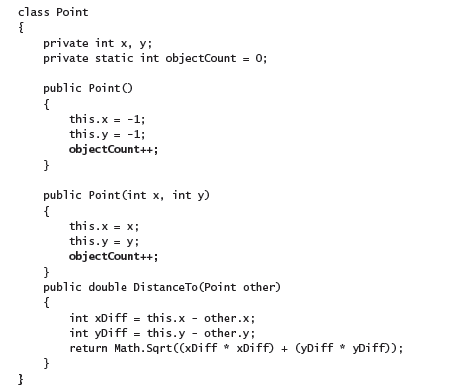 class Point
{
    private int x, y;
    private static int objectCount = 0;

    public Point()
    {
        this.x = -1;
        this.y = -1;
        objectCount++;
    }

    public Point(int x, int y)
    {
        this.x = x;
        this.y = y;
        objectCount++;
    }
    public double DistanceTo(Point other)
    {
        int xDiff = this.x - other.x;
        int yDiff = this.y - other.y;
        return Math.Sqrt((xDiff * xDiff) + (yDiff * yDiff));
    }
}